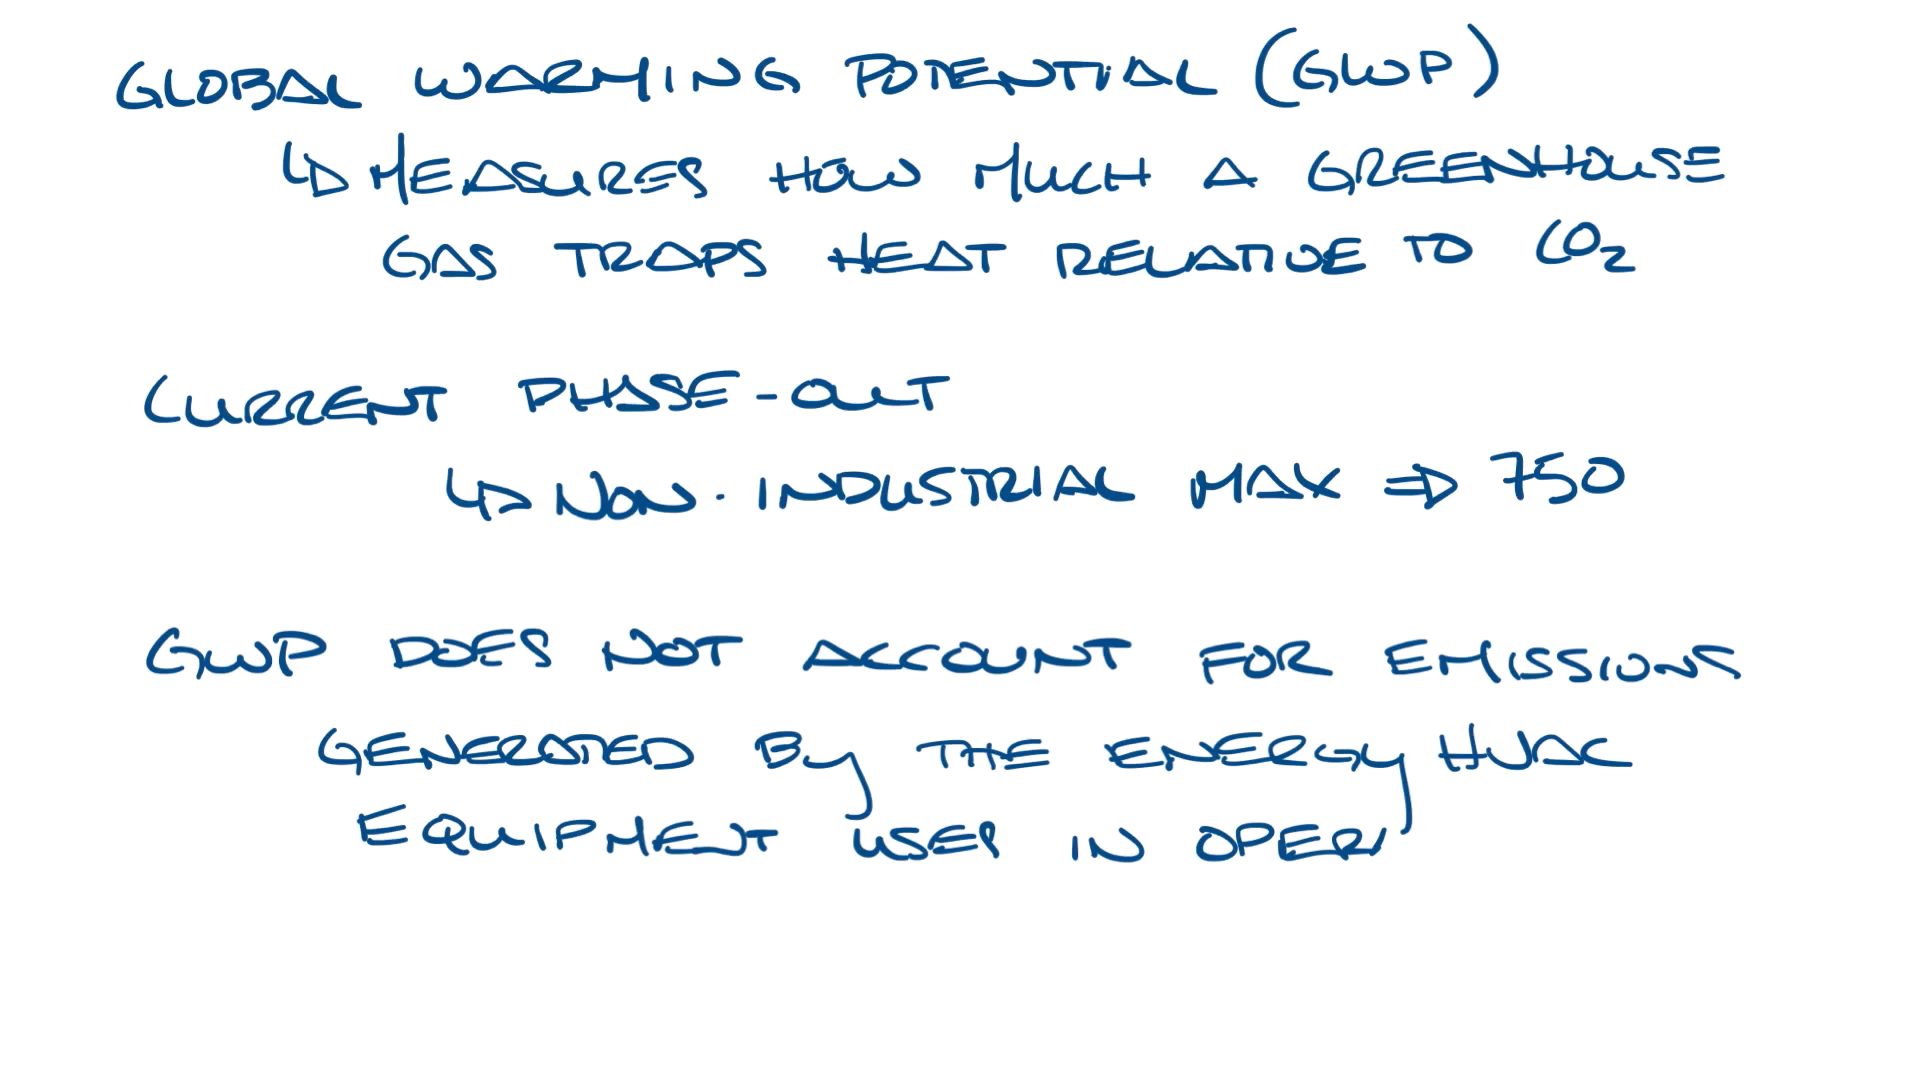 GLOBAL WARMING POTENTIAL (GWP)
↳ MEASURES HOW MUCH A GREENHOUSE
GAS TRAPS HEAT RELATIVE TO CO₂
CURRENT PHASE-OUT
↳ NON-INDUSTRIAL MAX ⇒ 750
GWP DOES NOT ACCOUNT FOR EMISSIONS
GENERATED BY THE ENERGY HVAC
EQUIPMENT USES IN OPER